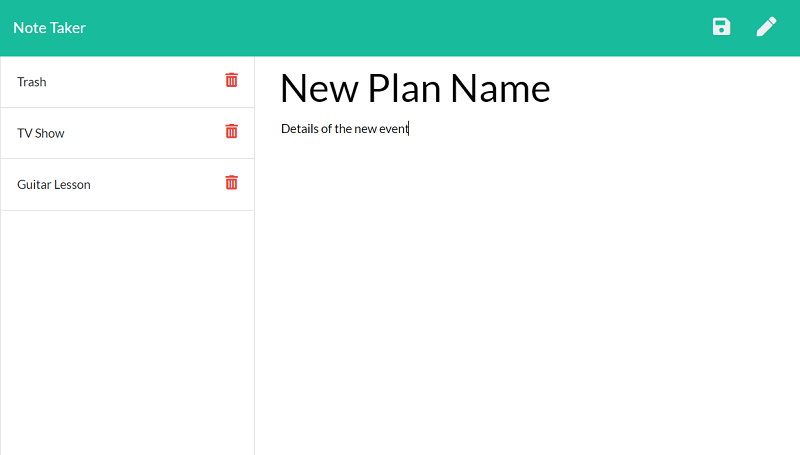 Note Taker
Trash
TV Show
Guitar Lesson
New Plan Name
Details of the new event